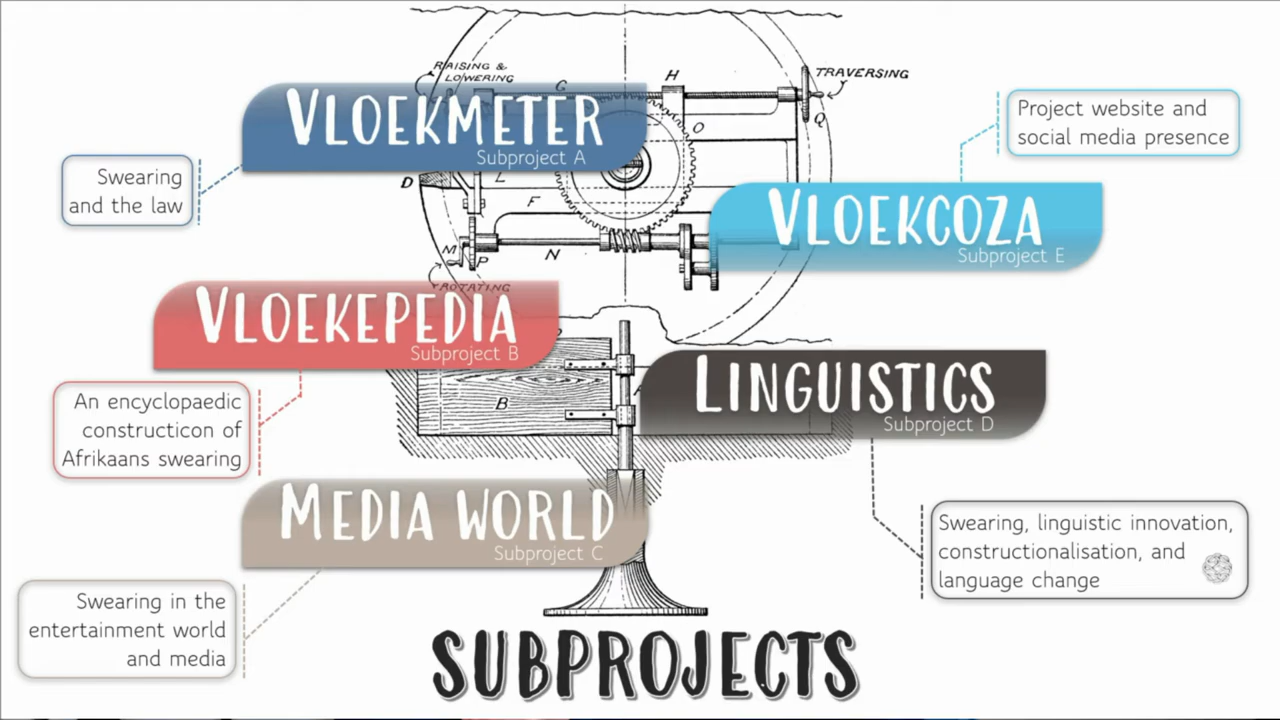 RAISING &
LOWERING
G
H
TRAVERSING
Q
O
VLOEKMETER
Subproject A
Project website and
social media presence
Swearing
and the law
D
L
F
VLOEKCOZA
Subproject E
M
P
N
ROTATING
VLOEKEPEDIA
Subproject B
LINGUISTICS
Subproject D
An encyclopaedic
constructicon of
Afrikaans swearing
B
MEDIA WORLD
Subproject C
Swearing, linguistic innovation,
constructionalisation, and
language change
Swearing in the
entertainment world
and media
SUBPROJECTS